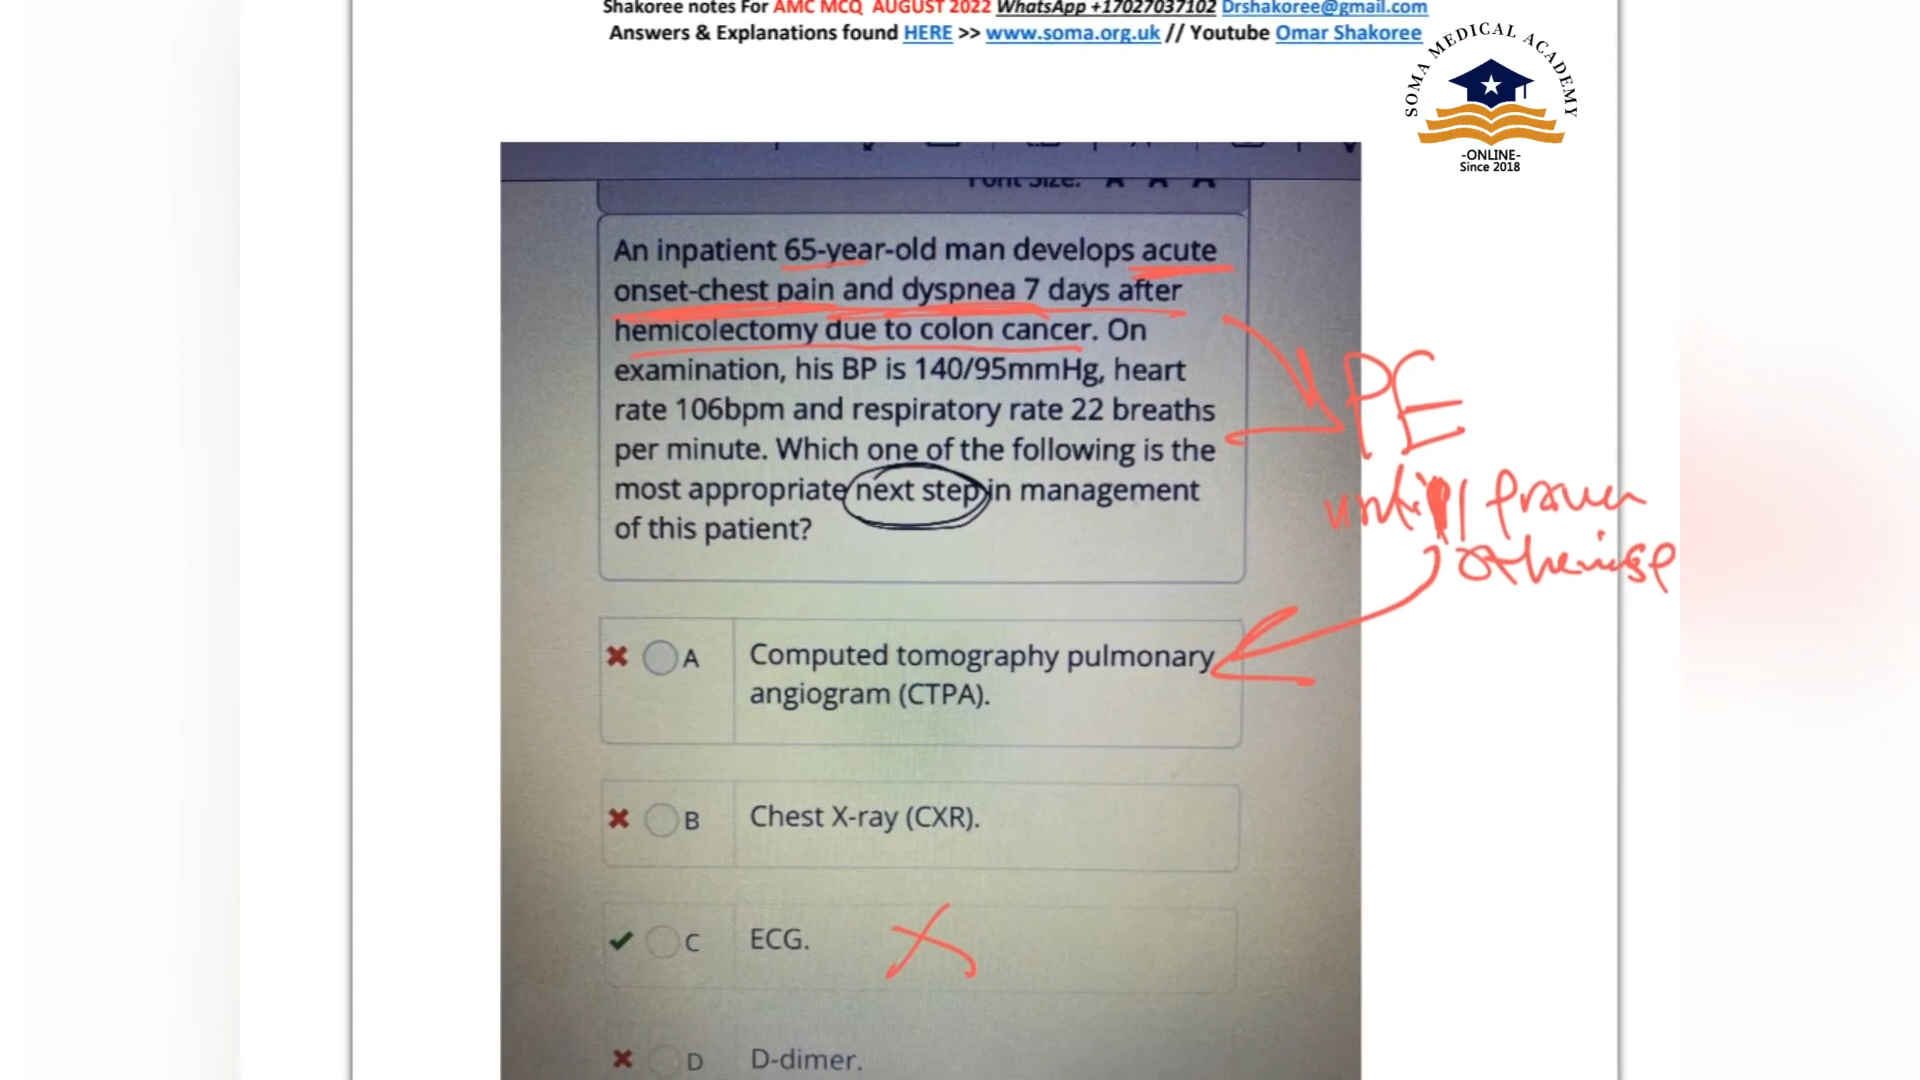 Shakoree notes For AMC MCQ AUGUST 2022 WhatsApp +17027037102 Drshakoree@gmail.com
Answers & Explanations found HERE >> www.soma.org.uk // Youtube Omar Shakoree
SOMA MEDICAL ACADEMY
-ONLINE-
Since 2018
Font Size: A A A
An inpatient 65-year-old man develops acute
onset-chest pain and dyspnea 7 days after
hemicolectomy due to colon cancer. On
examination, his BP is 140/95mmHg, heart
rate 106bpm and respiratory rate 22 breaths
per minute. Which one of the following is the
most appropriate next step in management
of this patient?
PE
until proven
otherwise
A Computed tomography pulmonary
angiogram (CTPA).
B Chest X-ray (CXR).
C ECG.
D D-dimer.